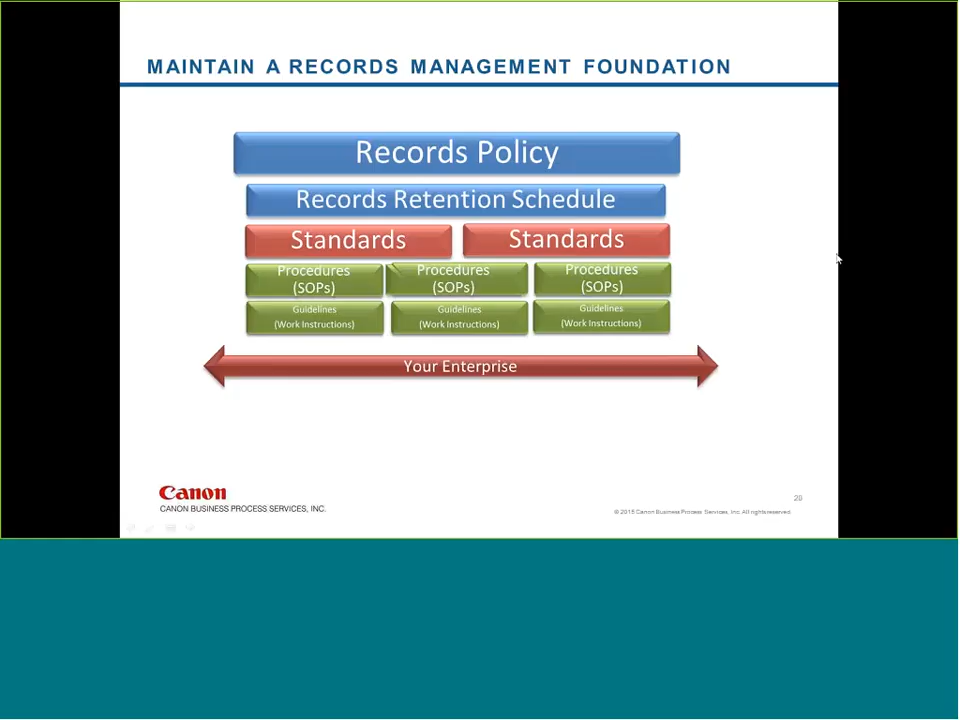 MAINTAIN A RECORDS MANAGEMENT FOUNDATION
Records Policy
Records Retention Schedule
Standards
Standards
Procedures
(SOPs)
Procedures
(SOPs)
Procedures
(SOPs)
Guidelines
(Work Instructions)
Guidelines
(Work Instructions)
Guidelines
(Work Instructions)
Your Enterprise
Canon
CANON BUSINESS PROCESS SERVICES, INC.
29
© 2015 Canon Business Process Services, Inc. All rights reserved.